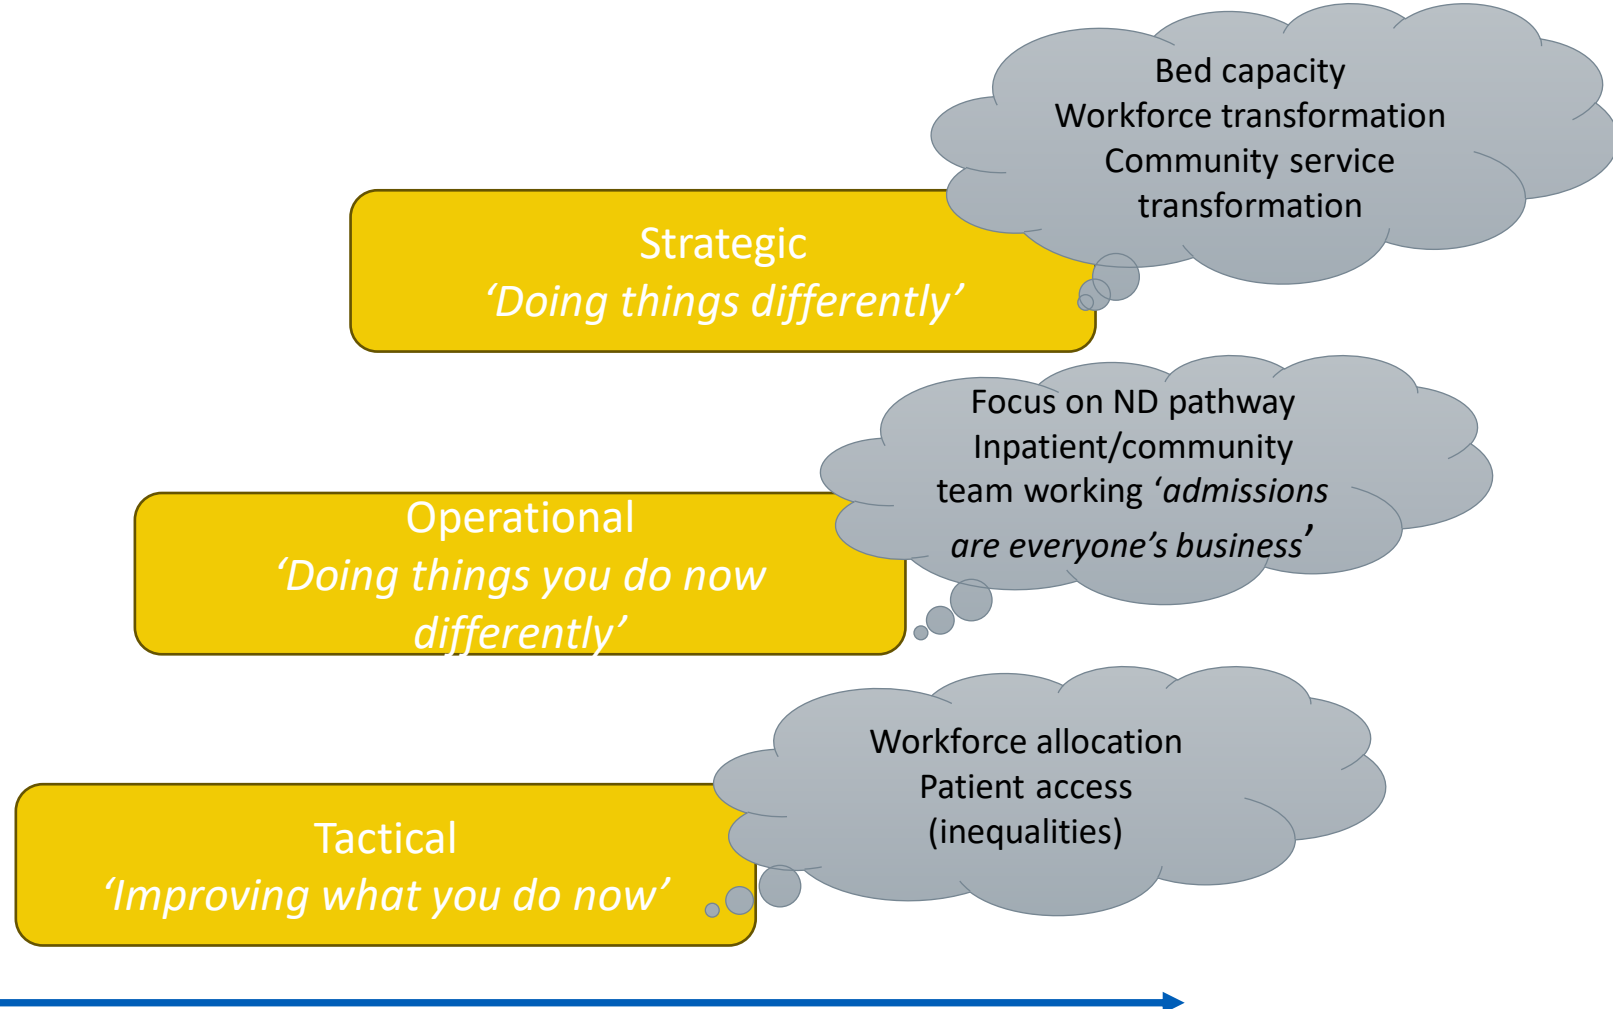 Bed capacity
Workforce transformation
Community service
transformation
Strategic
‘Doing things differently’
Focus on ND pathway
Inpatient/community
team working ‘admissions
are everyone’s business’
Operational
‘Doing things you do now
differently’
Workforce allocation
Patient access
(inequalities)
Tactical
‘Improving what you do now’